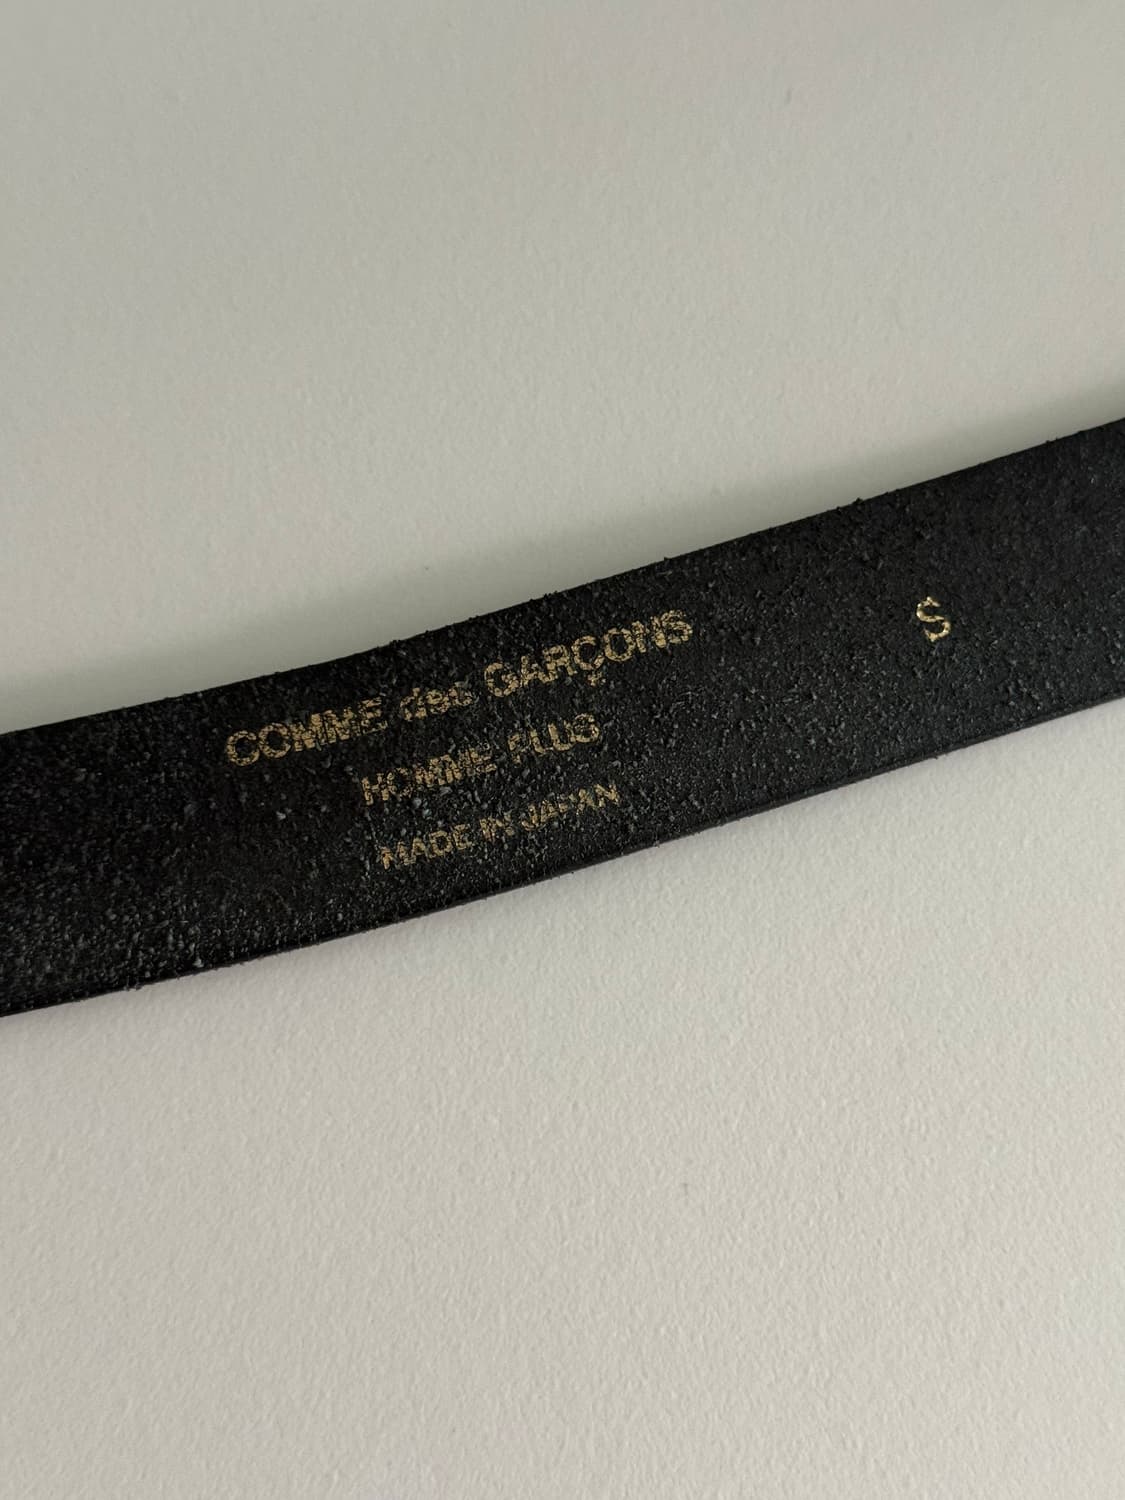 COMME des GARÇONS
HOMME PLUS
MADE IN JAPAN
S